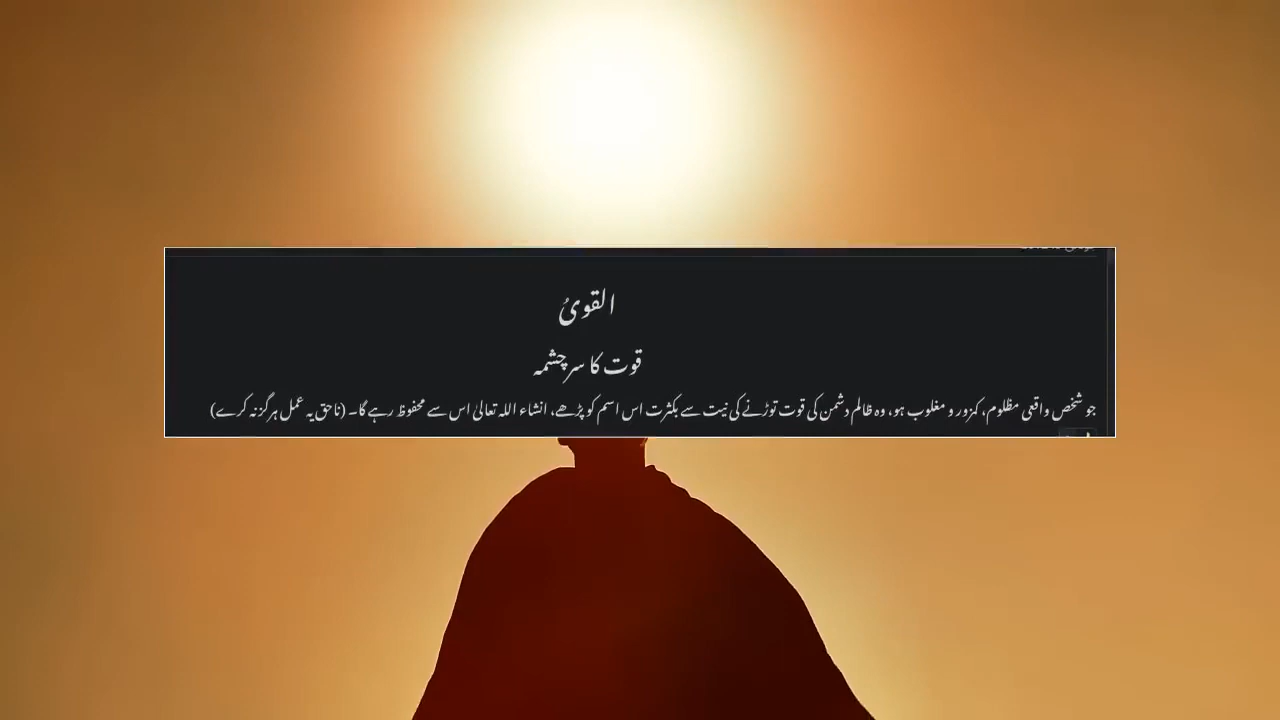 القویُ
قوت کا سرچشمہ
جو شخص واقعی مظلوم، کمزور و مغلوب ہو، وہ ظالم دشمن کی قوت توڑنے کی نیت سے بکثرت اس اسم کو پڑھے، انشاء اللہ تعالیٰ اس سے محفوظ رہے گا۔ (ناحق یہ عمل ہرگز نہ کرے)